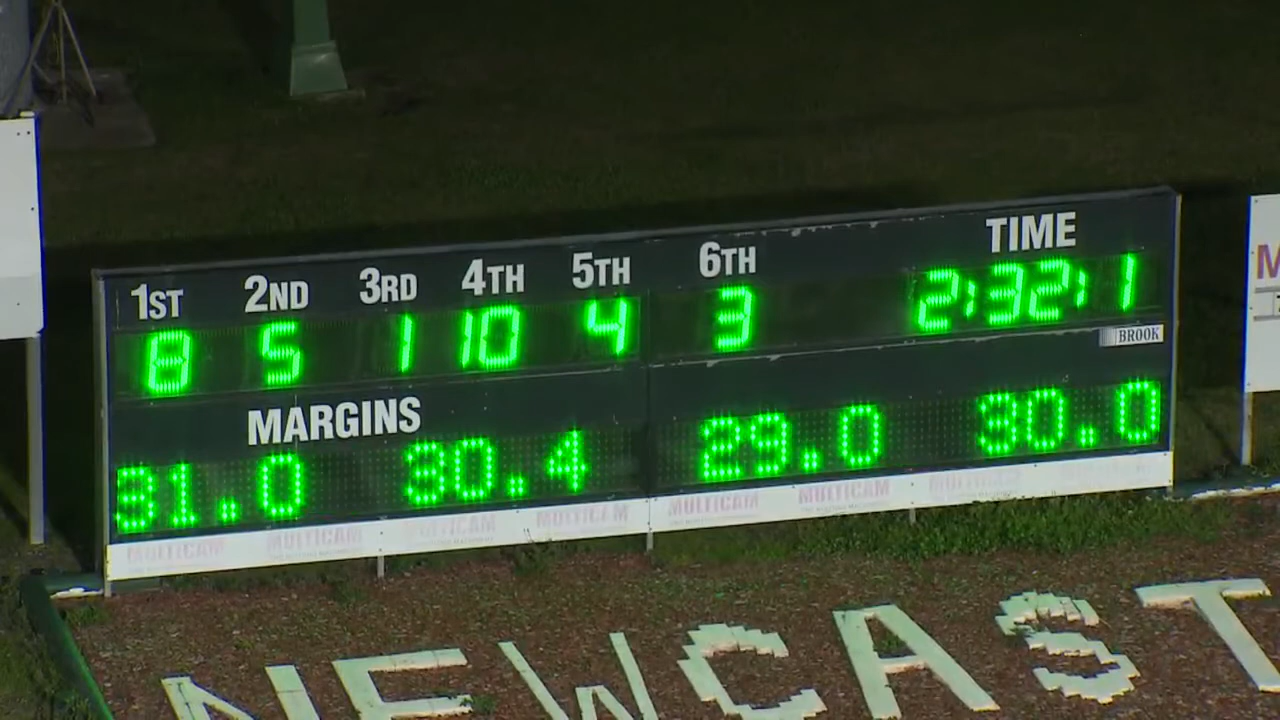 1ST 2ND 3RD 4TH 5TH 6TH TIME
8 5 1 10 4 3 2:32:1
BROOK
MARGINS
31.0 30.4 29.0 30.0
MULTICAM MULTICAM MULTICAM MULTICAM MULTICAM MULTICAM MULTICAM
NEWCAST
M